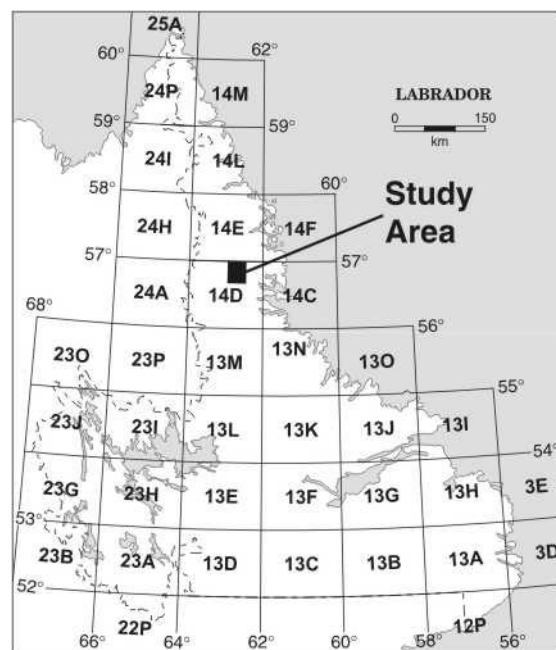 25A
60° 62°
24P 14M
LABRADOR
0 150
km
59° 59°
24I 14L
58° 60°
Study
Area
24H 14E 14F
57° 57°
24A 14D 14C
68° 56°
23O 23P 13M 13N 13O
55°
23J 23I 13L 13K 13J 13I
54°
23G 23H 13E 13F 13G 13H 3E
53°
23B 23A 13D 13C 13B 13A 3D
52°
22P 12P
66° 64° 62° 60° 58° 56°